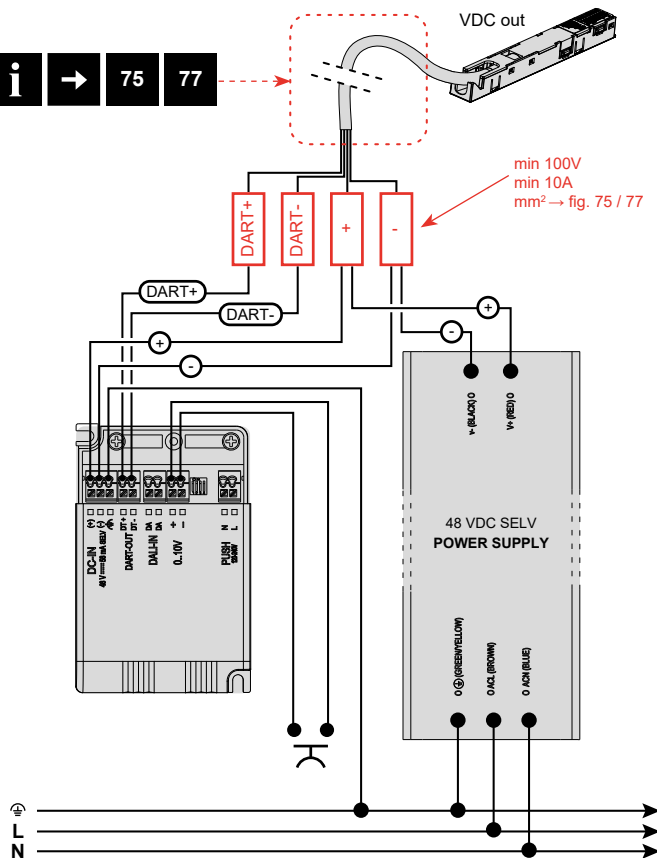 VDC out
i → 75 77
min 100V
min 10A
mm² → fig. 75 / 77
DART+
DART-
+
-
DART+
DART-
+
-
+
-
V- (BLACK) O
V+ (RED) O
48 VDC SELV
POWER SUPPLY
O (GREEN/YELLOW)
O ACL (BROWN)
O ACN (BLUE)
(+)
(-)
DC-IN
DT+
DT-
DART-OUT
DA
DA
DALI-IN
+
-
0..10V
N
L
PUSH
L
N